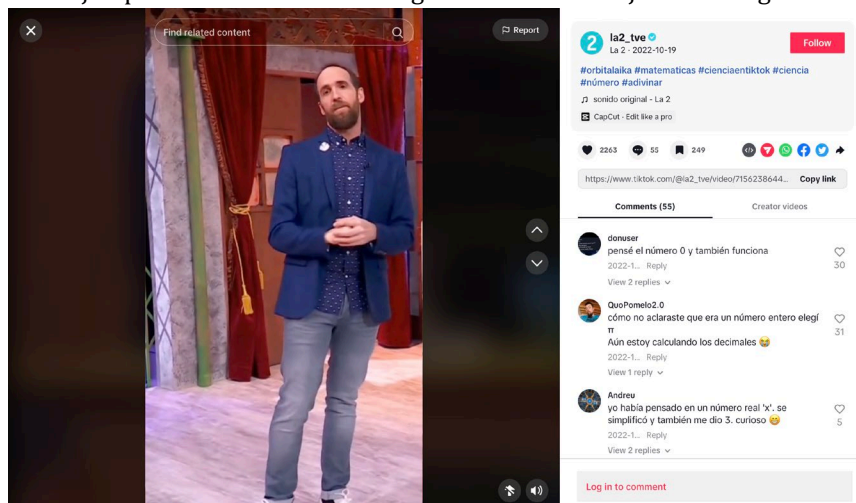 Find related content
Report
la2_tve
La 2 · 2022-10-19
Follow
#orbitalaika #matematicas #cienciaentiktok #ciencia
#número #adivinar
sonido original - La 2
CapCut · Edit like a pro
2263
55
249
https://www.tiktok.com/@la2_tve/video/7156238644...
Copy link
Comments (55)
Creator videos
donuser
pensé el número 0 y también funciona
2022-1... Reply
30
View 2 replies
QuoPomelo2.0
cómo no aclaraste que era un número entero elegí
π
Aún estoy calculando los decimales 😭
31
2022-1... Reply
View 1 reply
Andreu
yo había pensado en un número real 'x'. se
simplificó y también me dio 3. curioso 😁
5
2022-1... Reply
View 2 replies
Log in to comment